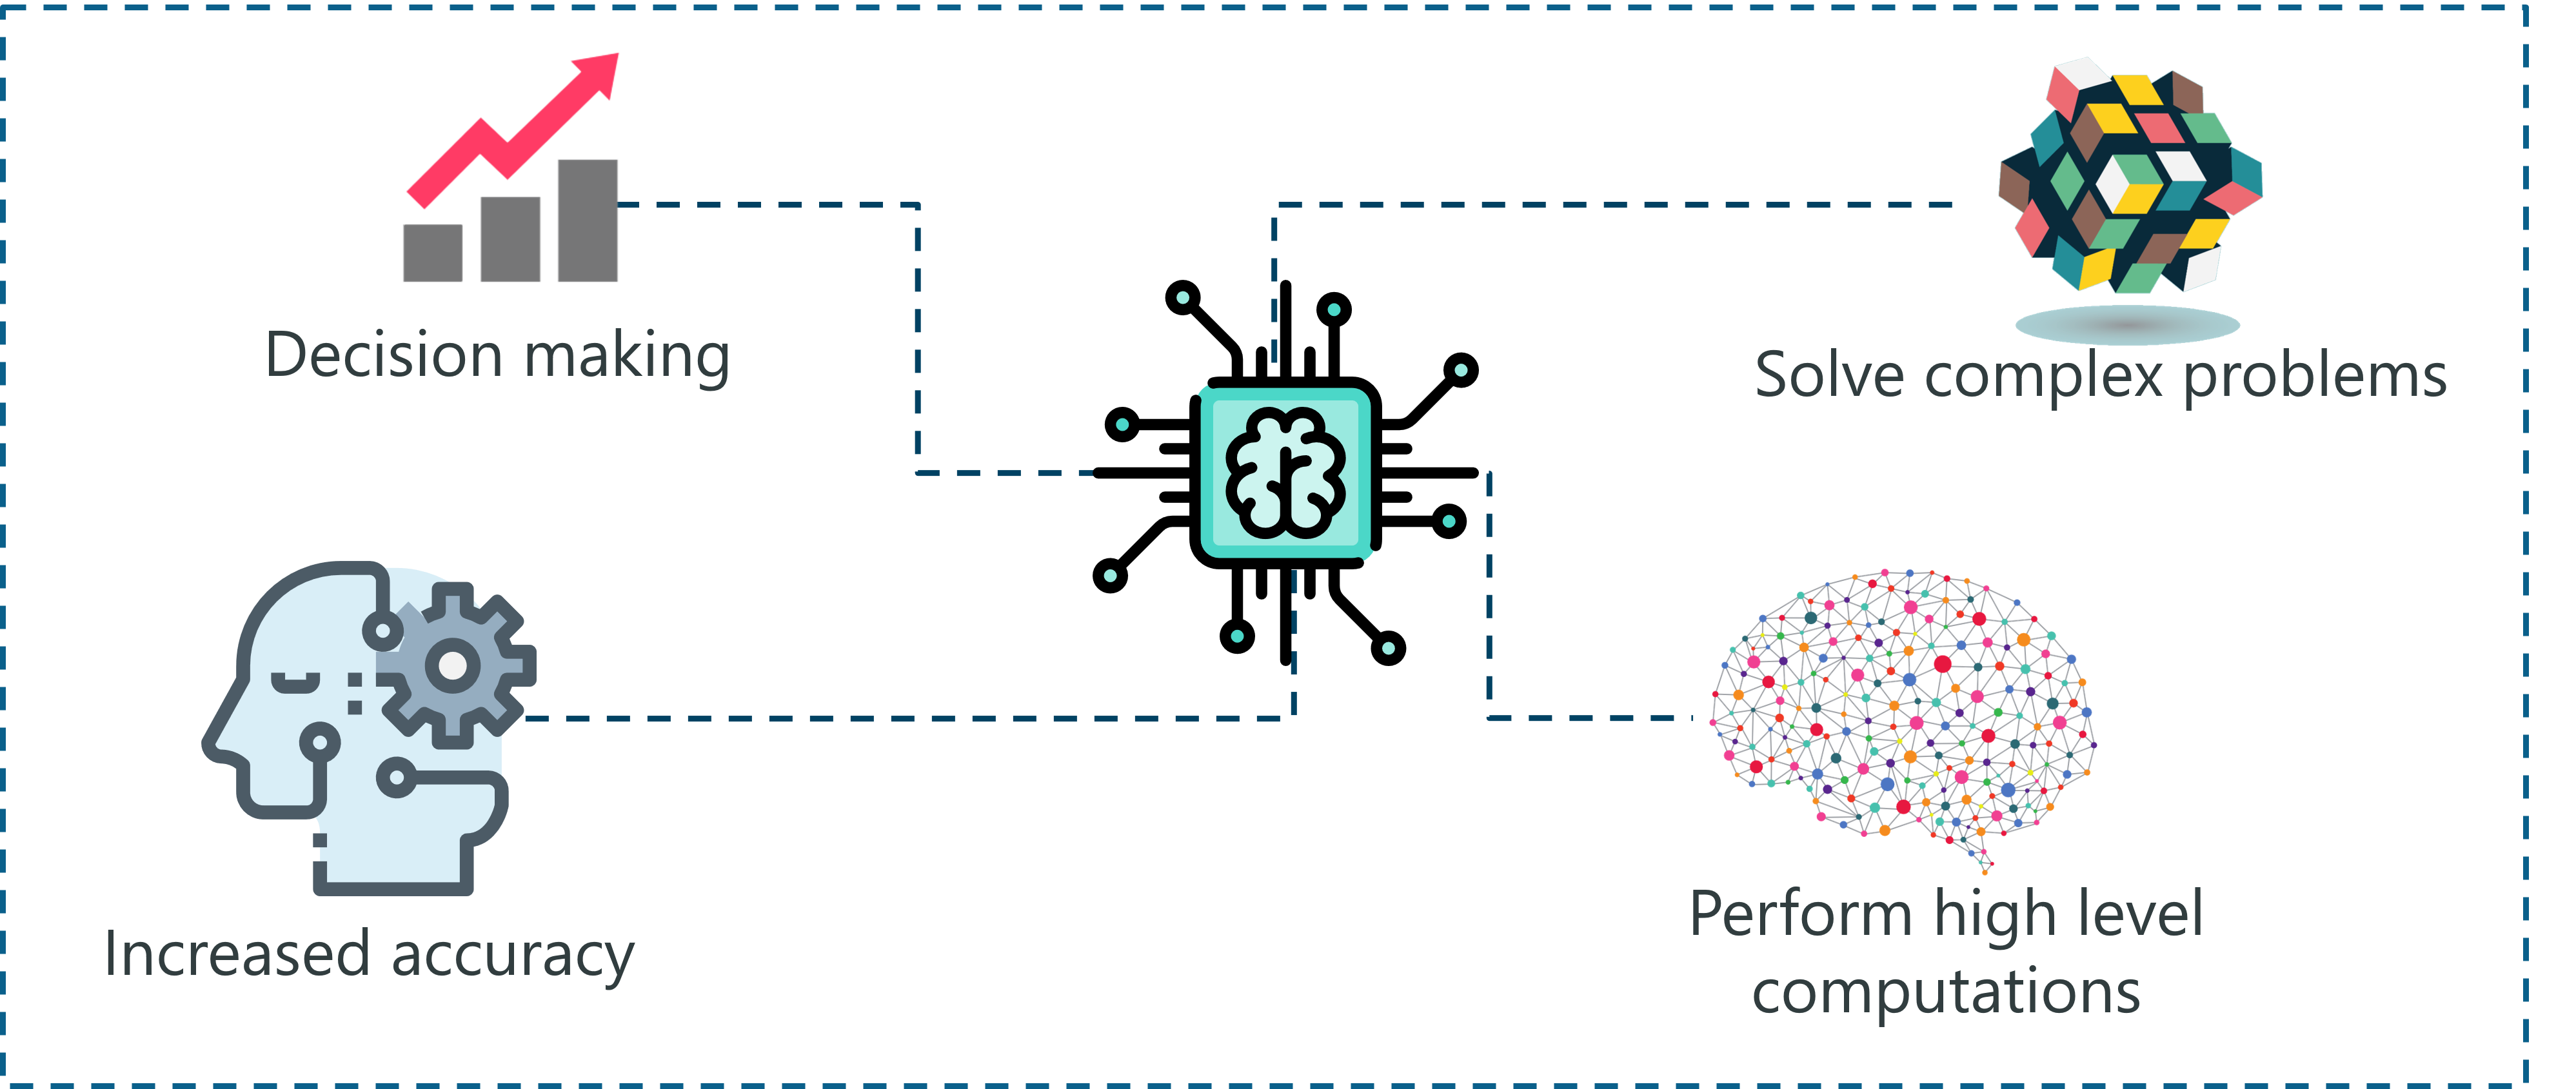 Decision making
Solve complex problems
Increased accuracy
Perform high level
computations